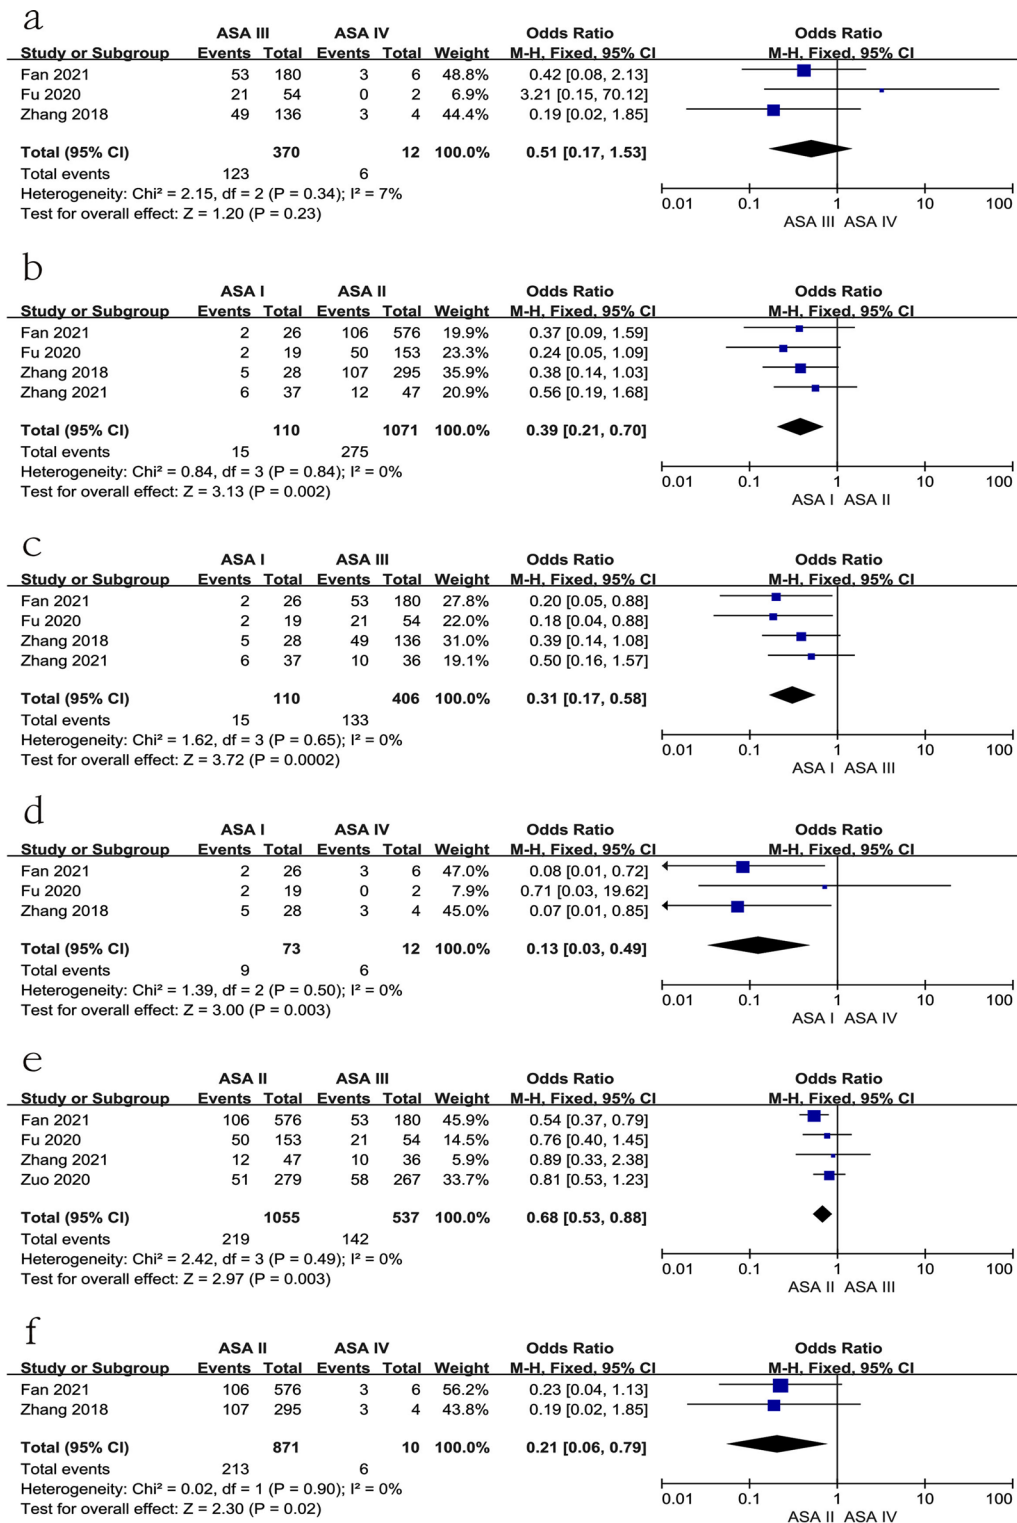 a
ASA III ASA IV Odds Ratio Odds Ratio
Study or Subgroup Events Total Events Total Weight M-H, Fixed, 95% CI M-H, Fixed, 95% CI
Fan 2021 53 180 3 6 48.8% 0.42 [0.08, 2.13]
Fu 2020 21 54 0 2 6.9% 3.21 [0.15, 70.12]
Zhang 2018 49 136 3 4 44.4% 0.19 [0.02, 1.85]
Total (95% CI) 370 12 100.0% 0.51 [0.17, 1.53]
Total events 123 6
Heterogeneity: Chi² = 2.15, df = 2 (P = 0.34); I² = 7%
Test for overall effect: Z = 1.20 (P = 0.23)
0.01 0.1 1 10 100
ASA III ASA IV
b
ASA I ASA II Odds Ratio Odds Ratio
Study or Subgroup Events Total Events Total Weight M-H, Fixed, 95% CI M-H, Fixed, 95% CI
Fan 2021 2 26 106 576 19.9% 0.37 [0.09, 1.59]
Fu 2020 2 19 50 153 23.3% 0.24 [0.05, 1.09]
Zhang 2018 5 28 107 295 35.9% 0.38 [0.14, 1.03]
Zhang 2021 6 37 12 47 20.9% 0.56 [0.19, 1.68]
Total (95% CI) 110 1071 100.0% 0.39 [0.21, 0.70]
Total events 15 275
Heterogeneity: Chi² = 0.84, df = 3 (P = 0.84); I² = 0%
Test for overall effect: Z = 3.13 (P = 0.002)
0.01 0.1 1 10 100
ASA I ASA II
c
ASA I ASA III Odds Ratio Odds Ratio
Study or Subgroup Events Total Events Total Weight M-H, Fixed, 95% CI M-H, Fixed, 95% CI
Fan 2021 2 26 53 180 27.8% 0.20 [0.05, 0.88]
Fu 2020 2 19 21 54 22.0% 0.18 [0.04, 0.88]
Zhang 2018 5 28 49 136 31.0% 0.39 [0.14, 1.08]
Zhang 2021 6 37 10 36 19.1% 0.50 [0.16, 1.57]
Total (95% CI) 110 406 100.0% 0.31 [0.17, 0.58]
Total events 15 133
Heterogeneity: Chi² = 1.62, df = 3 (P = 0.65); I² = 0%
Test for overall effect: Z = 3.72 (P = 0.0002)
0.01 0.1 1 10 100
ASA I ASA III
d
ASA I ASA IV Odds Ratio Odds Ratio
Study or Subgroup Events Total Events Total Weight M-H, Fixed, 95% CI M-H, Fixed, 95% CI
Fan 2021 2 26 3 6 47.0% 0.08 [0.01, 0.72]
Fu 2020 2 19 0 2 7.9% 0.71 [0.03, 19.62]
Zhang 2018 5 28 3 4 45.0% 0.07 [0.01, 0.85]
Total (95% CI) 73 12 100.0% 0.13 [0.03, 0.49]
Total events 9 6
Heterogeneity: Chi² = 1.39, df = 2 (P = 0.50); I² = 0%
Test for overall effect: Z = 3.00 (P = 0.003)
0.01 0.1 1 10 100
ASA I ASA IV
e
ASA II ASA III Odds Ratio Odds Ratio
Study or Subgroup Events Total Events Total Weight M-H, Fixed, 95% CI M-H, Fixed, 95% CI
Fan 2021 106 576 53 180 45.9% 0.54 [0.37, 0.79]
Fu 2020 50 153 21 54 14.5% 0.76 [0.40, 1.45]
Zhang 2021 12 47 10 36 5.9% 0.89 [0.33, 2.38]
Zuo 2020 51 279 58 267 33.7% 0.81 [0.53, 1.23]
Total (95% CI) 1055 537 100.0% 0.68 [0.53, 0.88]
Total events 219 142
Heterogeneity: Chi² = 2.42, df = 3 (P = 0.49); I² = 0%
Test for overall effect: Z = 2.97 (P = 0.003)
0.01 0.1 1 10 100
ASA II ASA III
f
ASA II ASA IV Odds Ratio Odds Ratio
Study or Subgroup Events Total Events Total Weight M-H, Fixed, 95% CI M-H, Fixed, 95% CI
Fan 2021 106 576 3 6 56.2% 0.23 [0.04, 1.13]
Zhang 2018 107 295 3 4 43.8% 0.19 [0.02, 1.85]
Total (95% CI) 871 10 100.0% 0.21 [0.06, 0.79]
Total events 213 6
Heterogeneity: Chi² = 0.02, df = 1 (P = 0.90); I² = 0%
Test for overall effect: Z = 2.30 (P = 0.02)
0.01 0.1 1 10 100
ASA II ASA IV